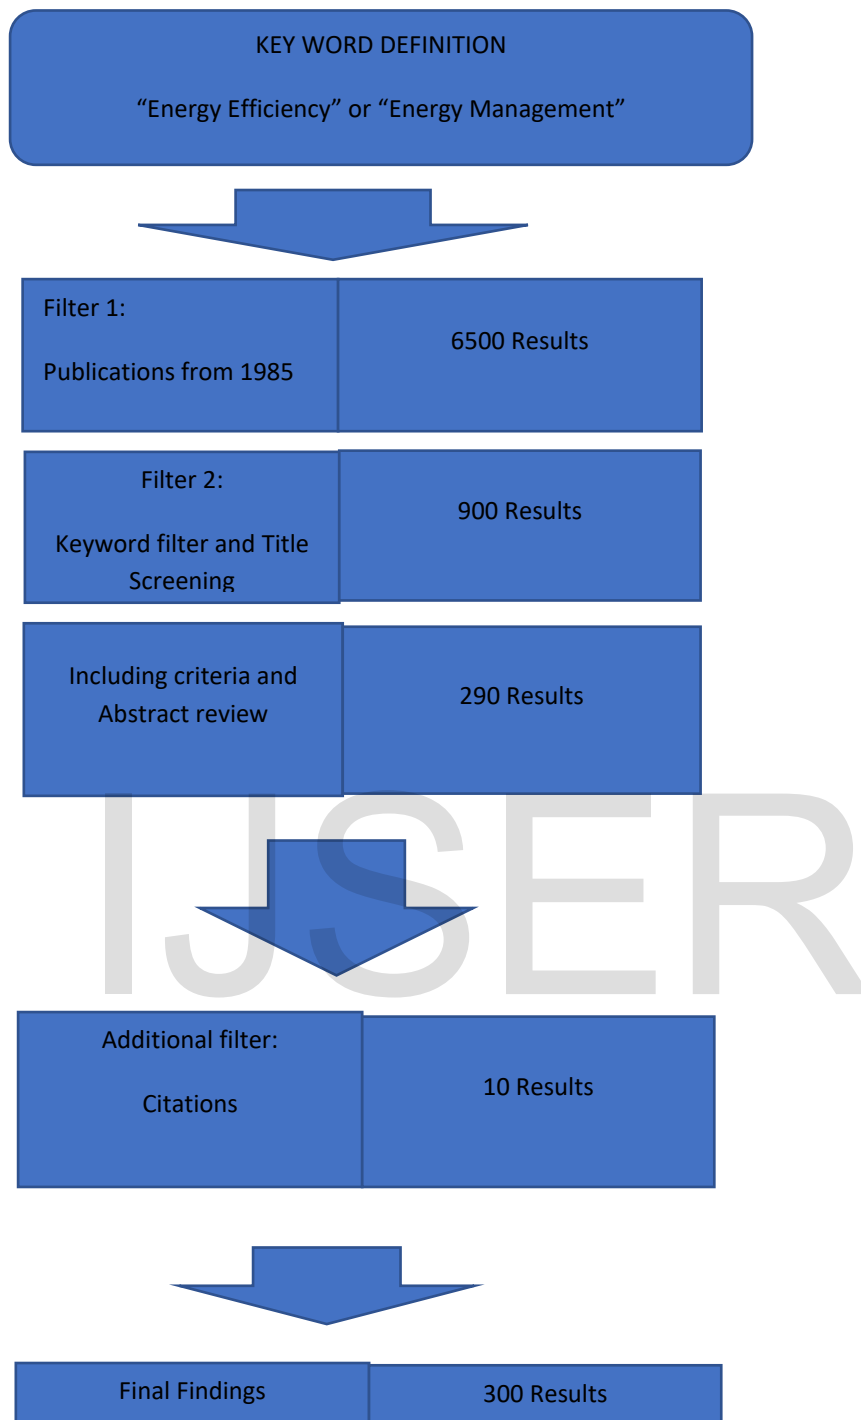 KEY WORD DEFINITION
“Energy Efficiency” or “Energy Management”
Filter 1:
Publications from 1985
6500 Results
Filter 2:
Keyword filter and Title
Screening
900 Results
Including criteria and
Abstract review
290 Results
IJSER
Additional filter:
Citations
10 Results
Final Findings
300 Results